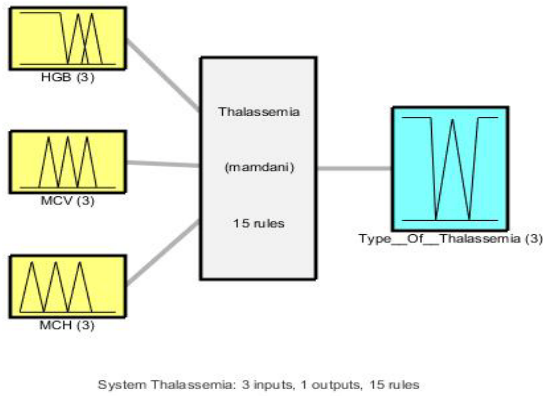 HGB (3)
MCV (3)
MCH (3)
Thalassemia
(mamdani)
15 rules
Type__Of__Thalassemia (3)
System Thalassemia: 3 inputs, 1 outputs, 15 rules